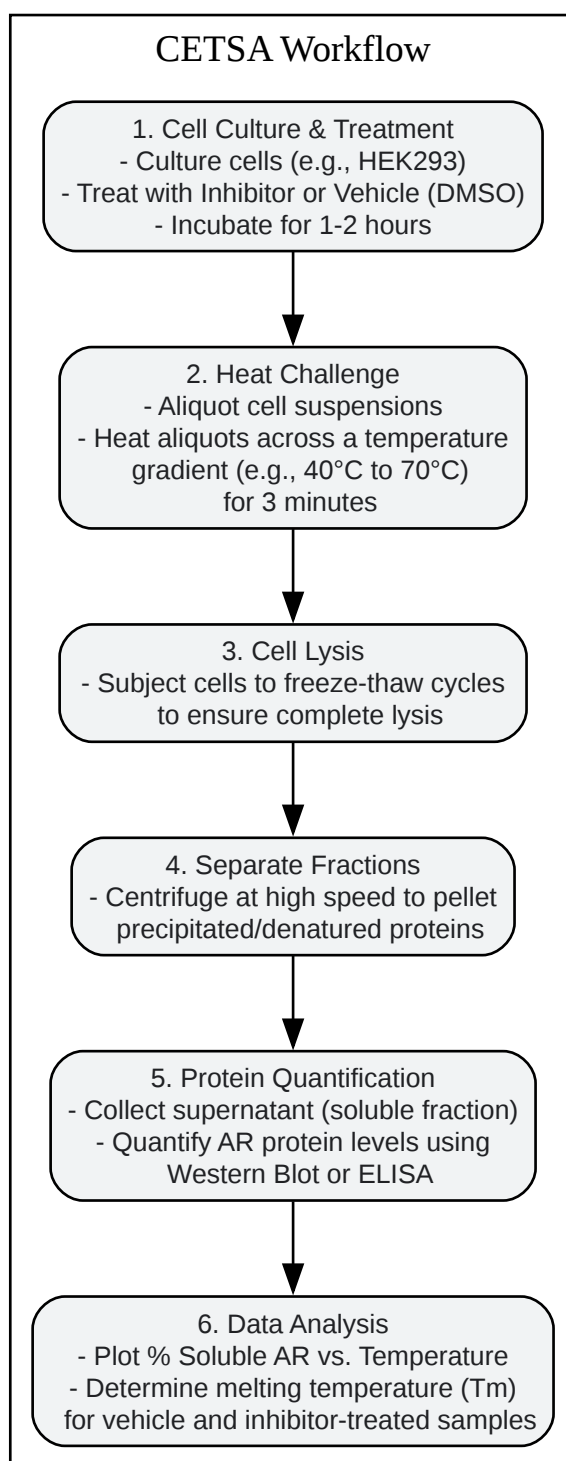 CETSA Workflow
1. Cell Culture & Treatment
- Culture cells (e.g., HEK293)
- Treat with Inhibitor or Vehicle (DMSO)
- Incubate for 1-2 hours
2. Heat Challenge
- Aliquot cell suspensions
- Heat aliquots across a temperature
gradient (e.g., 40°C to 70°C)
for 3 minutes
3. Cell Lysis
- Subject cells to freeze-thaw cycles
to ensure complete lysis
4. Separate Fractions
- Centrifuge at high speed to pellet
precipitated/denatured proteins
5. Protein Quantification
- Collect supernatant (soluble fraction)
- Quantify AR protein levels using
Western Blot or ELISA
6. Data Analysis
- Plot % Soluble AR vs. Temperature
- Determine melting temperature (Tm)
for vehicle and inhibitor-treated samples